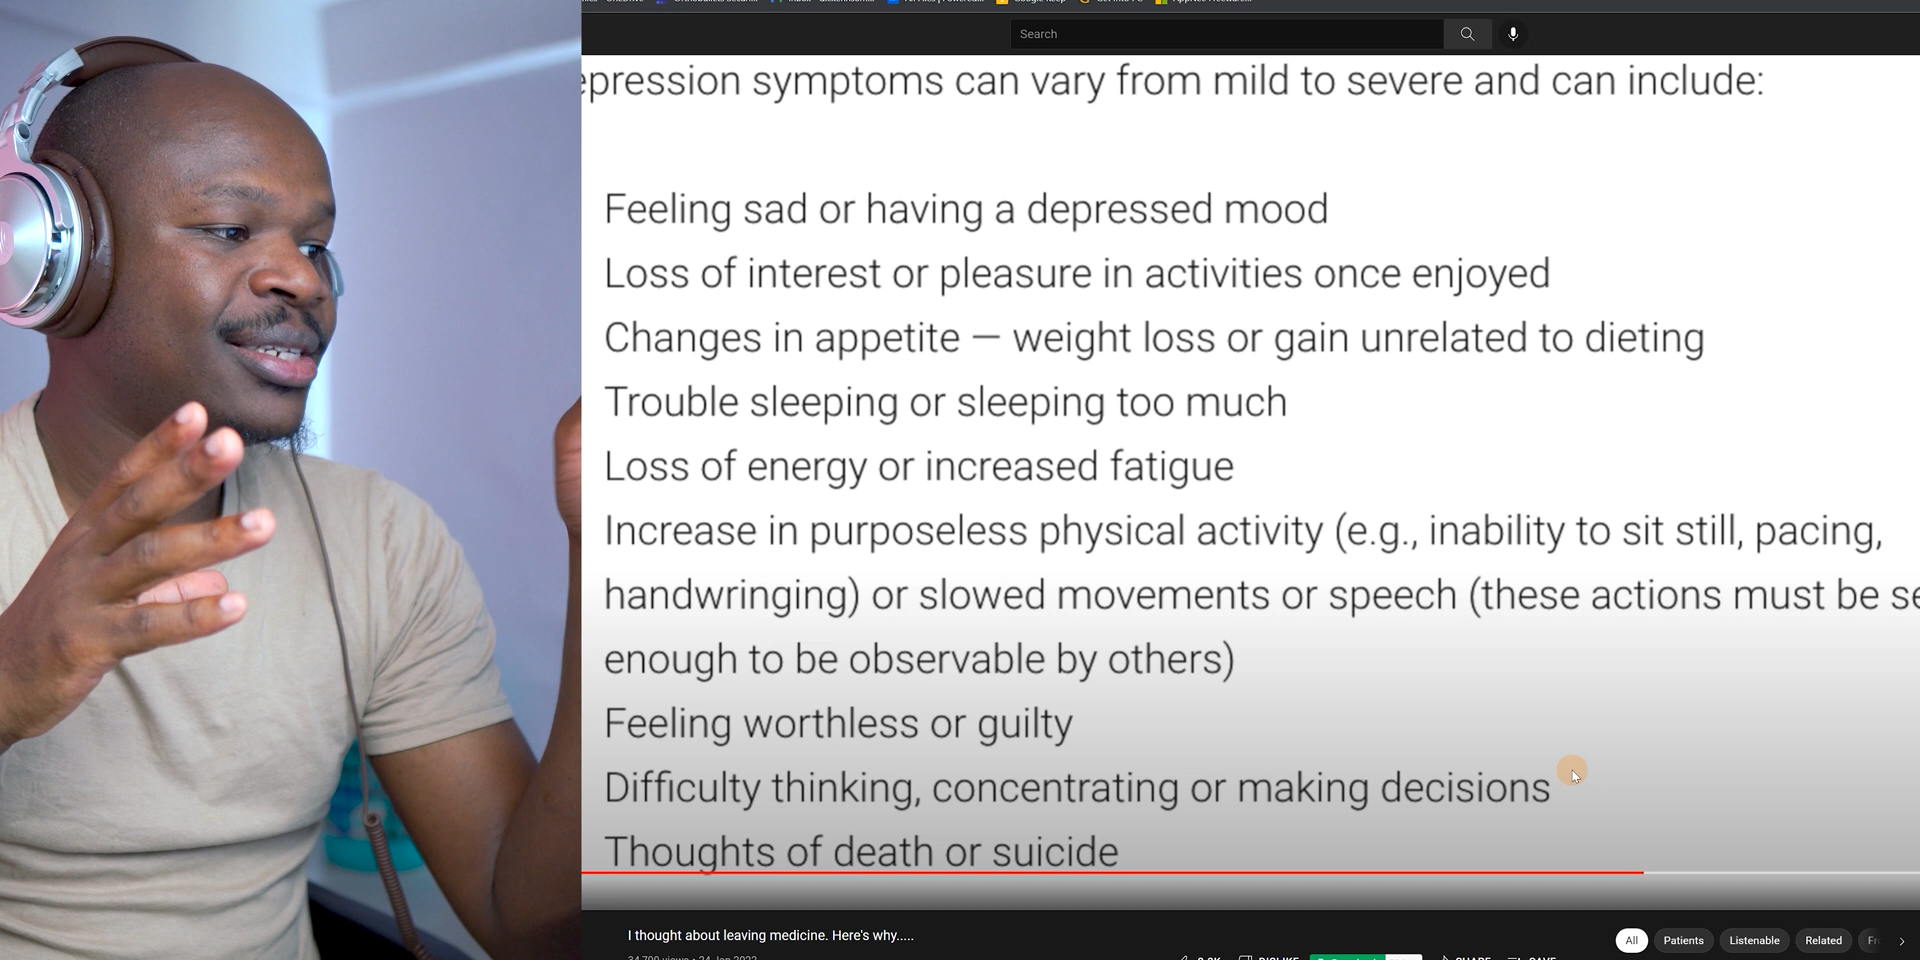 Search
epression symptoms can vary from mild to severe and can include:
Feeling sad or having a depressed mood
Loss of interest or pleasure in activities once enjoyed
Changes in appetite — weight loss or gain unrelated to dieting
Trouble sleeping or sleeping too much
Loss of energy or increased fatigue
Increase in purposeless physical activity (e.g., inability to sit still, pacing,
handwringing) or slowed movements or speech (these actions must be se
enough to be observable by others)
Feeling worthless or guilty
Difficulty thinking, concentrating or making decisions
Thoughts of death or suicide
I thought about leaving medicine. Here's why.....
All Patients Listenable Related
DISLIKE SHARE SAVE